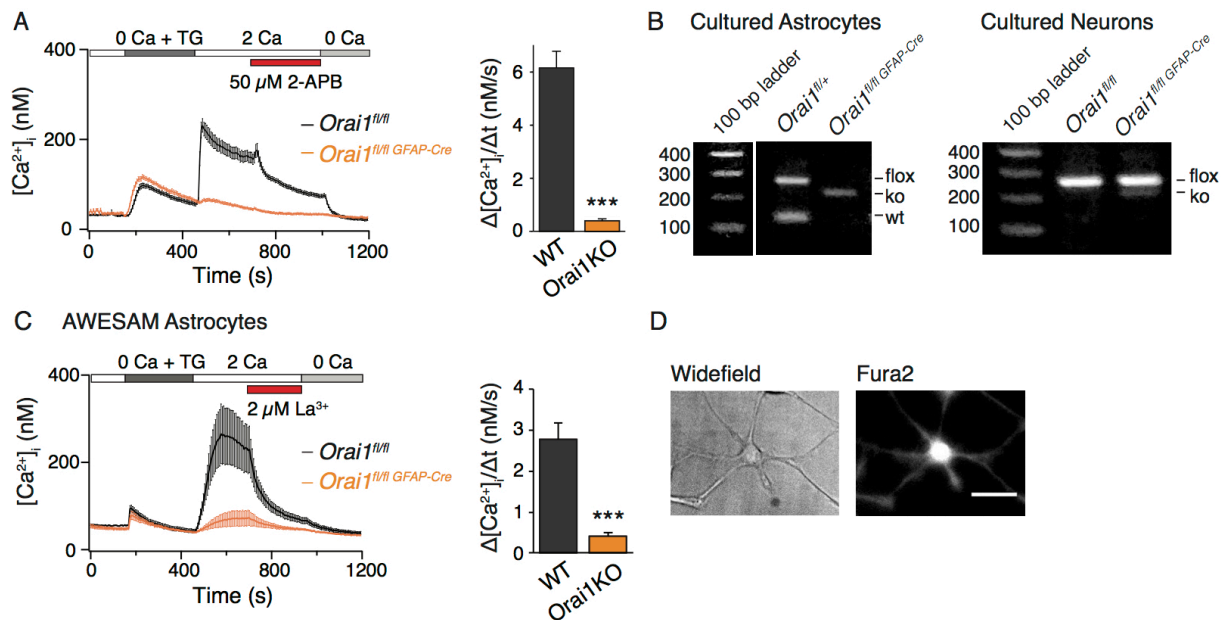 A
0 Ca + TG 2 Ca 0 Ca
50 µM 2-APB
Orai1fl/fl
Orai1fl/fl GFAP-Cre
[Ca²⁺]i (nM)
400
200
0
0 400 800 1200
Time (s)
Δ[Ca²⁺]i/Δt (nM/s)
6
4
2
0
***
WT
Orai1KO
B Cultured Astrocytes
100 bp ladder
Orai1fl/+
Orai1fl/fl GFAP-Cre
400
300
200
100
flox
ko
wt
Cultured Neurons
100 bp ladder
Orai1fl/fl
Orai1fl/fl GFAP-Cre
400
300
200
100
flox
ko
C AWESAM Astrocytes
0 Ca + TG 2 Ca 0 Ca
2 µM La³⁺
Orai1fl/fl
Orai1fl/fl GFAP-Cre
[Ca²⁺]i (nM)
400
200
0
0 400 800 1200
Time (s)
Δ[Ca²⁺]i/Δt (nM/s)
4
3
2
1
0
***
WT
Orai1KO
D
Widefield Fura2